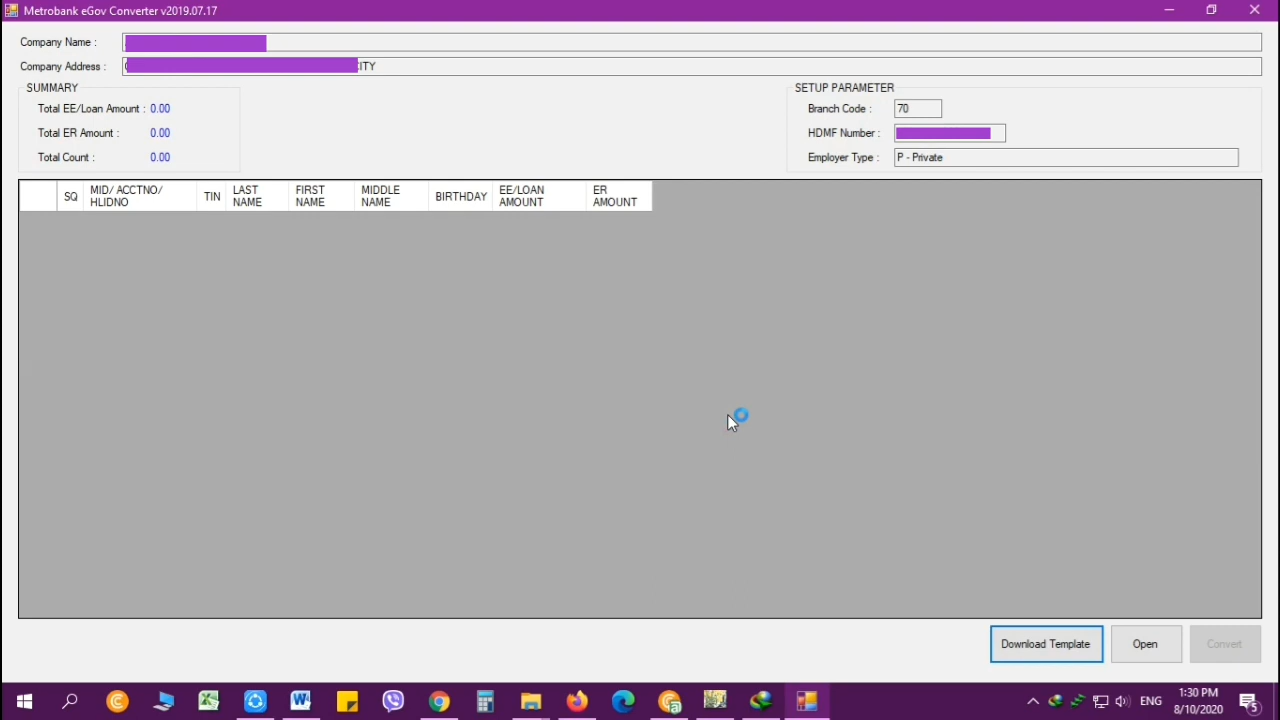 Metrobank eGov Converter v2019.07.17
Company Name :
Company Address : CITY
SUMMARY
Total EE/Loan Amount : 0.00
Total ER Amount : 0.00
Total Count : 0.00
SETUP PARAMETER
Branch Code : 70
HDMF Number :
Employer Type : P - Private
SQ MID/ ACCTNO/ HLIDNO TIN LAST NAME FIRST NAME MIDDLE NAME BIRTHDAY EE/LOAN AMOUNT ER AMOUNT
Download Template Open Convert
ENG 1:30 PM
8/10/2020 5